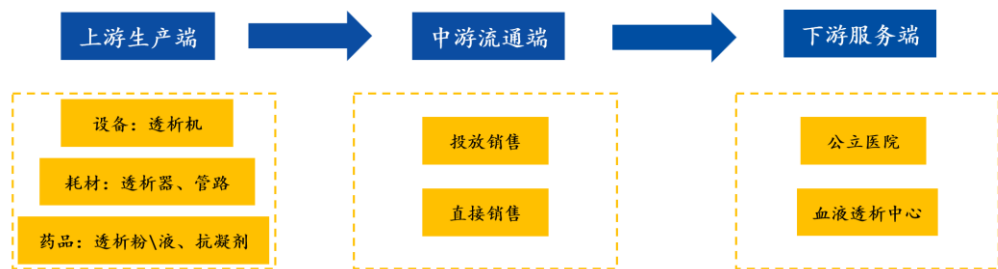 上游生产端
中游流通端
下游服务端
设备：透析机
耗材：透析器、管路
药品：透析粉\液、抗凝剂
投放销售
直接销售
公立医院
血液透析中心